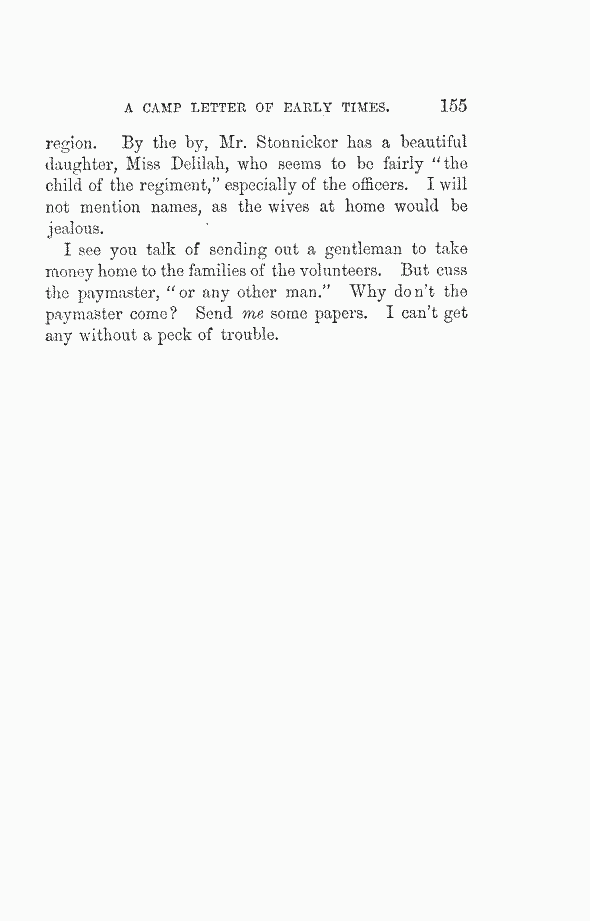 A CAMP LETTER OF EARLY TIMES. 155
region. By the by, Mr. Stonnicker has a beautiful
daughter, Miss Delilah, who seems to be fairly "the
child of the regiment," especially of the officers. I will
not mention names, as the wives at home would be
jealous.
I see you talk of sending out a gentleman to take
money home to the families of the volunteers. But cuss
the paymaster, "or any other man." Why don't the
paymaster come? Send me some papers. I can't get
any without a peck of trouble.